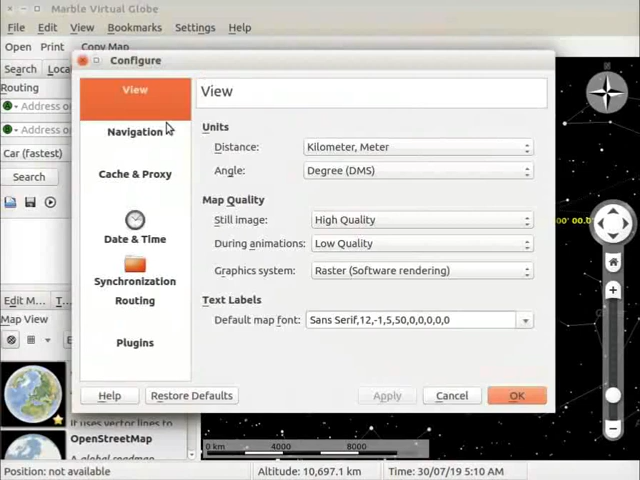 Marble Virtual Globe
File Edit View Bookmarks Settings Help
Open Print Copy Map
Search
Routing
Address o
Address o
Car (fastest)
Search
Edit M... T...
Map View
it uses vector lines to
OpenStreetMap
A global roadmap
Configure
View
Navigation
Cache & Proxy
Date & Time
Synchronization
Routing
Plugins
View
Units
Distance: Kilometer, Meter
Angle: Degree (DMS)
Map Quality
Still image: High Quality
During animations: Low Quality
Graphics system: Raster (Software rendering)
Text Labels
Default map font: Sans Serif,12,-1,5,50,0,0,0,0,0
Help Restore Defaults Apply Cancel OK
0 km 4000 8000
Position: not available Altitude: 10,697.1 km Time: 30/07/19 5:10 AM